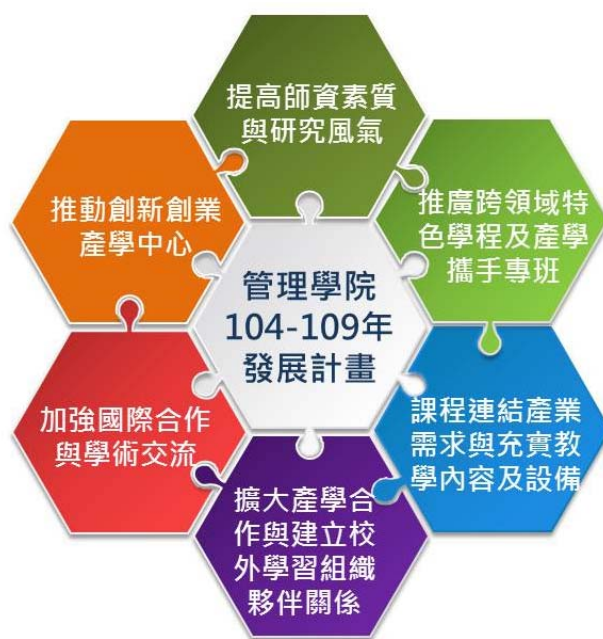 提高師資素質
與研究風氣
推廣跨領域特
色學程及產學
攜手專班
課程連結產業
需求與充實教
學內容及設備
擴大產學合
作與建立校
外學習組織
夥伴關係
加強國際合作
與學術交流
推動創新創業
產學中心
管理學院
104-109年
發展計畫